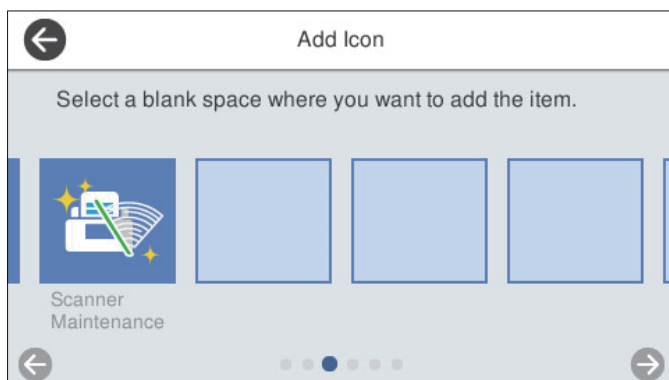 Add Icon
Select a blank space where you want to add the item.
Scanner
Maintenance